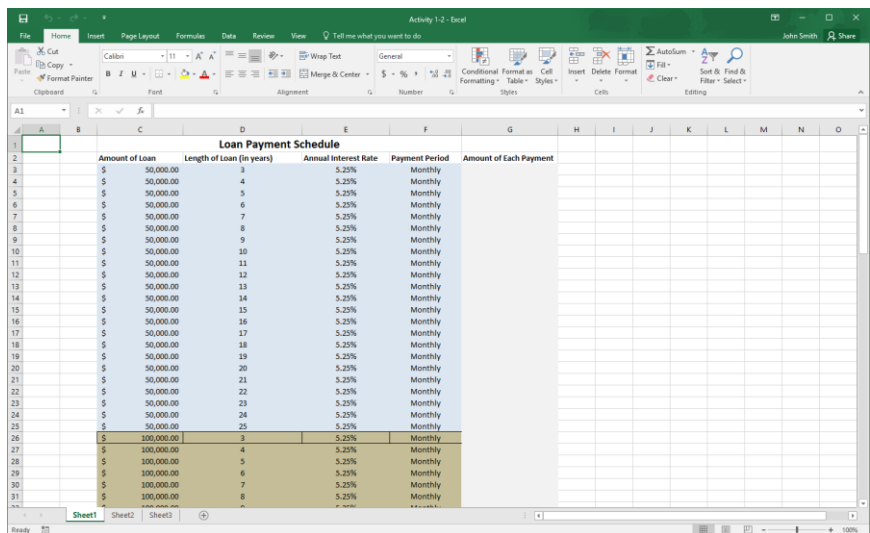 Activity 1-2 - Excel
File Home Insert Page Layout Formulas Data Review View Tell me what you want to do John Smith Share
Cut
Copy
Format Painter
Paste
Clipboard
Calibri 11 A A
B I U A
Font
Wrap Text
Merge & Center
Alignment
General
$ % ,
Number
Conditional Formatting
Format as Table
Cell Styles
Styles
Insert Delete Format
Cells
AutoSum
Fill
Clear
Sort & Filter
Find & Select
Editing
A1 fx
A B C D E F G H I J K L M N O
1 Loan Payment Schedule
2 Amount of Loan Length of Loan (in years) Annual Interest Rate Payment Period Amount of Each Payment
3 $ 50,000.00 3 5.25% Monthly
4 $ 50,000.00 4 5.25% Monthly
5 $ 50,000.00 5 5.25% Monthly
6 $ 50,000.00 6 5.25% Monthly
7 $ 50,000.00 7 5.25% Monthly
8 $ 50,000.00 8 5.25% Monthly
9 $ 50,000.00 9 5.25% Monthly
10 $ 50,000.00 10 5.25% Monthly
11 $ 50,000.00 11 5.25% Monthly
12 $ 50,000.00 12 5.25% Monthly
13 $ 50,000.00 13 5.25% Monthly
14 $ 50,000.00 14 5.25% Monthly
15 $ 50,000.00 15 5.25% Monthly
16 $ 50,000.00 16 5.25% Monthly
17 $ 50,000.00 17 5.25% Monthly
18 $ 50,000.00 18 5.25% Monthly
19 $ 50,000.00 19 5.25% Monthly
20 $ 50,000.00 20 5.25% Monthly
21 $ 50,000.00 21 5.25% Monthly
22 $ 50,000.00 22 5.25% Monthly
23 $ 50,000.00 23 5.25% Monthly
24 $ 50,000.00 24 5.25% Monthly
25 $ 50,000.00 25 5.25% Monthly
26 $ 100,000.00 3 5.25% Monthly
27 $ 100,000.00 4 5.25% Monthly
28 $ 100,000.00 5 5.25% Monthly
29 $ 100,000.00 6 5.25% Monthly
30 $ 100,000.00 7 5.25% Monthly
31 $ 100,000.00 8 5.25% Monthly
Sheet1 Sheet2 Sheet3
Ready 100%